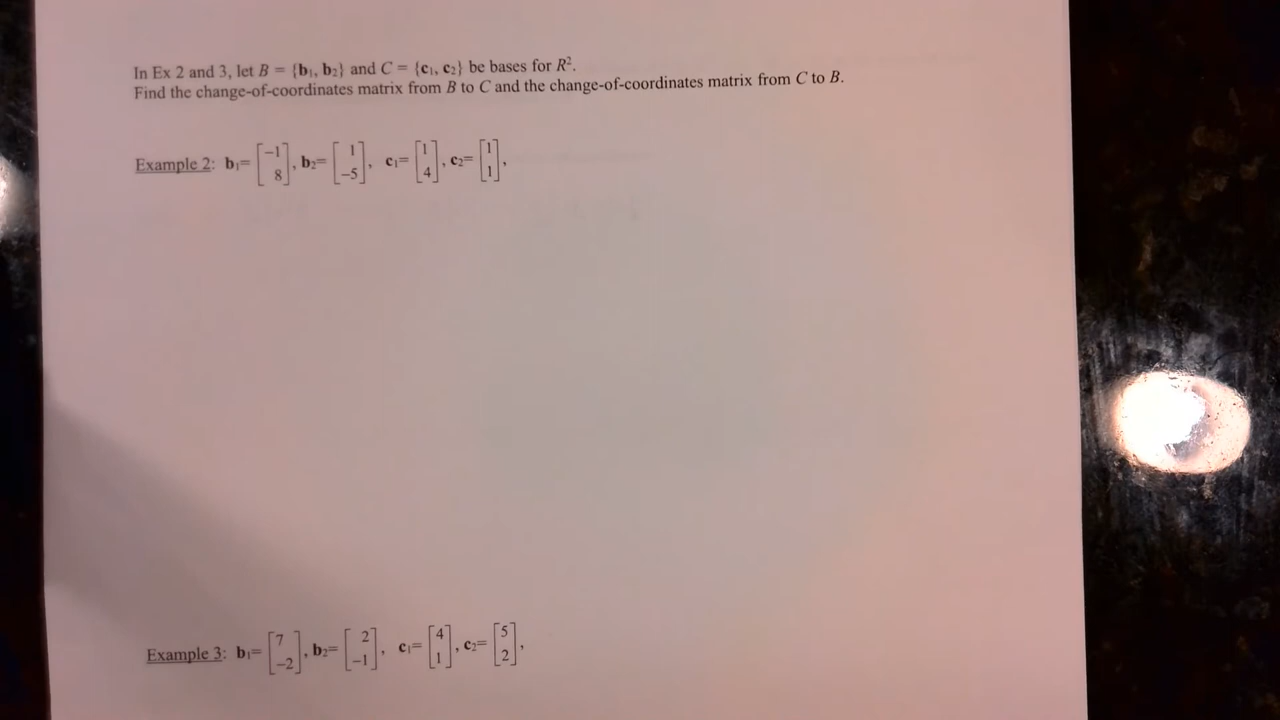 In Ex 2 and 3, let B = {b₁, b₂} and C = {c₁, c₂} be bases for R².
Find the change-of-coordinates matrix from B to C and the change-of-coordinates matrix from C to B.
Example 2: b₁= [−1 8], b₂= [1 −5], c₁= [1 4], c₂= [1 1],
Example 3: b₁= [7 −2], b₂= [2 −1], c₁= [4 1], c₂= [5 2],